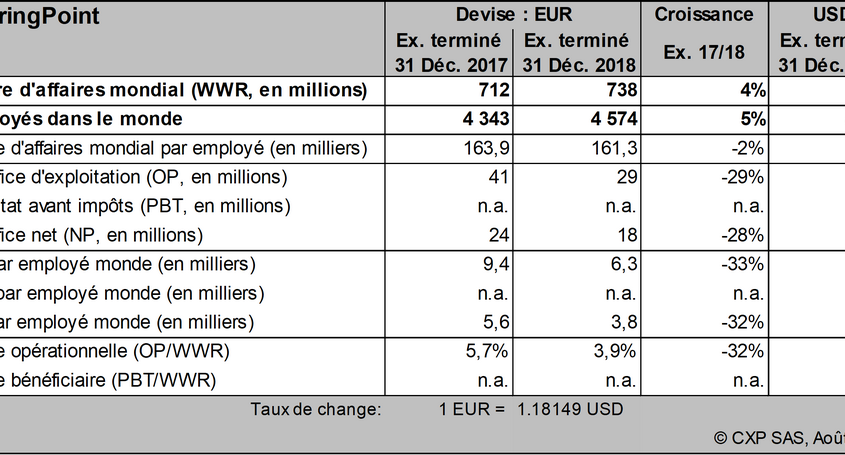 ringPoint Devise : EUR Croissance USD
Ex. terminé Ex. terminé Ex. 17/18 Ex. term
31 Déc. 2017 31 Déc. 2018 31 Déc.
re d'affaires mondial (WWR, en millions) 712 738 4%
oyés dans le monde 4 343 4 574 5%
e d'affaires mondial par employé (en milliers) 163,9 161,3 -2%
fice d'exploitation (OP, en millions) 41 29 -29%
tat avant impôts (PBT, en millions) n.a. n.a. n.a.
fice net (NP, en millions) 24 18 -28%
ar employé monde (en milliers) 9,4 6,3 -33%
par employé monde (en milliers) n.a. n.a. n.a.
ar employé monde (en milliers) 5,6 3,8 -32%
e opérationnelle (OP/WWR) 5,7% 3,9% -32%
e bénéficiaire (PBT/WWR) n.a. n.a. n.a.
Taux de change: 1 EUR = 1.18149 USD
© CXP SAS, Août